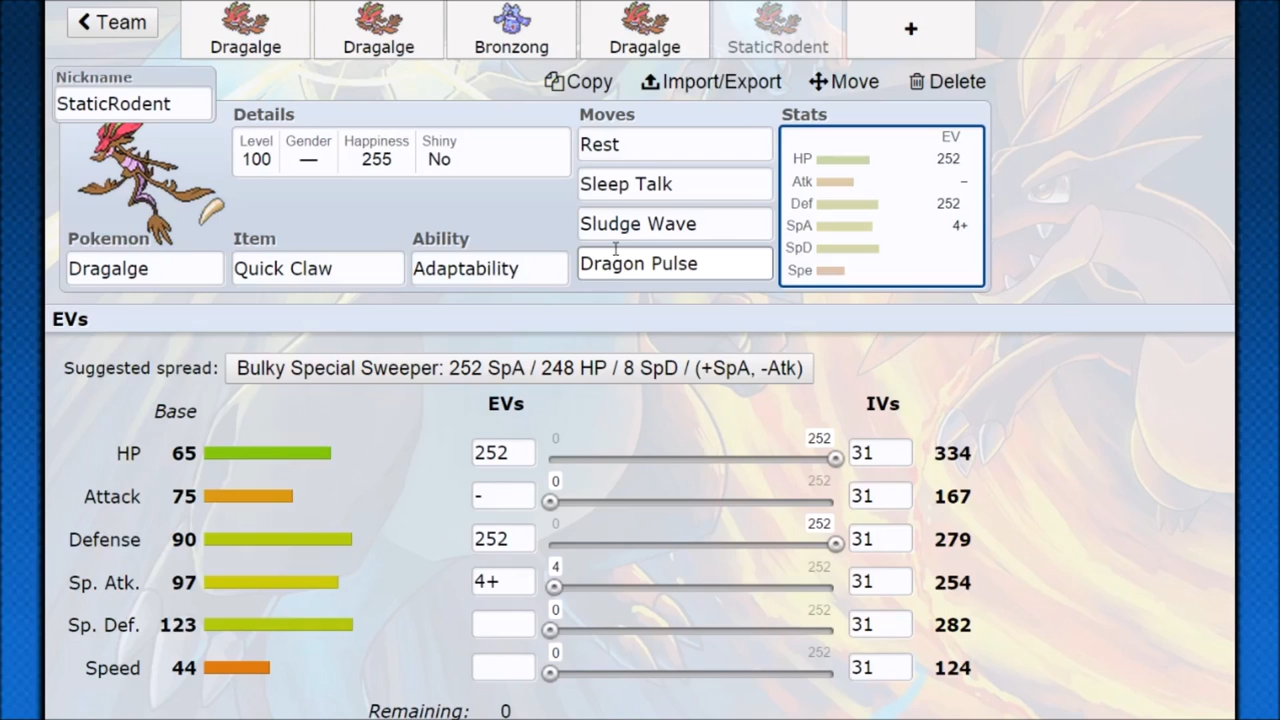 Team
Dragalge
Dragalge
Bronzong
Dragalge
StaticRodent
+
Nickname
StaticRodent
Copy
Import/Export
Move
Delete
Details
Level
100
Gender
—
Happiness
255
Shiny
No
Pokemon
Dragalge
Item
Quick Claw
Ability
Adaptability
Moves
Rest
Sleep Talk
Sludge Wave
Dragon Pulse
Stats
EV
HP 252
Atk –
Def 252
SpA 4+
SpD
Spe
EVs
Suggested spread: Bulky Special Sweeper: 252 SpA / 248 HP / 8 SpD / (+SpA, -Atk)
Base EVs IVs
HP 65 252 0 252 31 334
Attack 75 - 0 252 31 167
Defense 90 252 0 252 31 279
Sp. Atk. 97 4+ 4 252 31 254
Sp. Def. 123 0 252 31 282
Speed 44 0 252 31 124
Remaining: 0